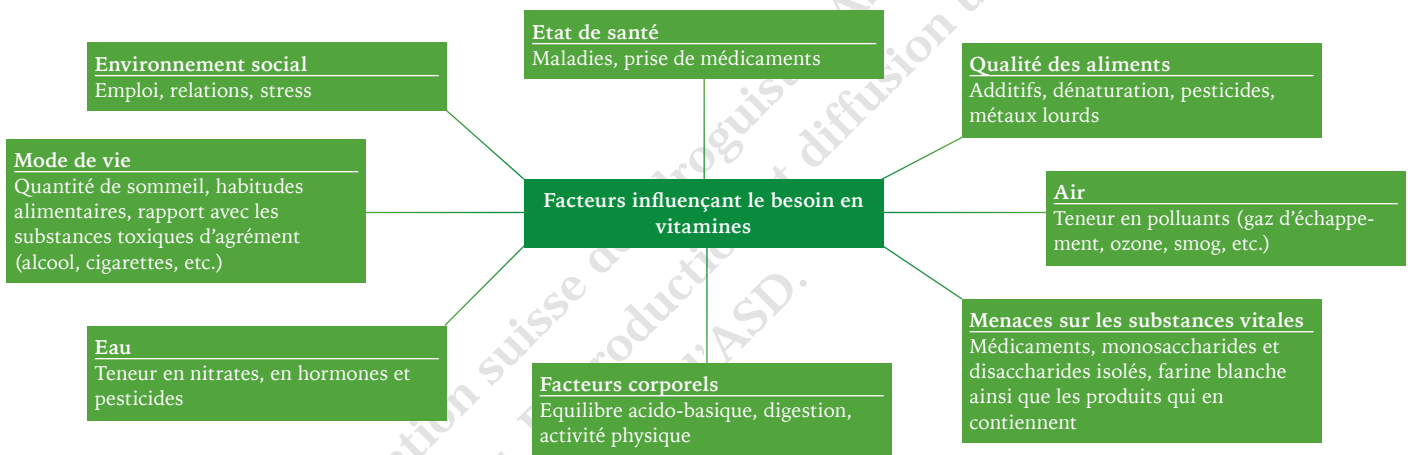 Etat de santé
Maladies, prise de médicaments
Environnement social
Emploi, relations, stress
Qualité des aliments
Additifs, dénaturation, pesticides,
métaux lourds
Mode de vie
Quantité de sommeil, habitudes
alimentaires, rapport avec les
substances toxiques d'agrément
(alcool, cigarettes, etc.)
Facteurs influençant le besoin en
vitamines
Air
Teneur en polluants (gaz d'échappe-
ment, ozone, smog, etc.)
Eau
Teneur en nitrates, en hormones et
pesticides
Facteurs corporels
Equilibre acido-basique, digestion,
activité physique
Menaces sur les substances vitales
Médicaments, monosaccharides et
disaccharides isolés, farine blanche
ainsi que les produits qui en
contiennent
suisse
diffusion
l'ASD.